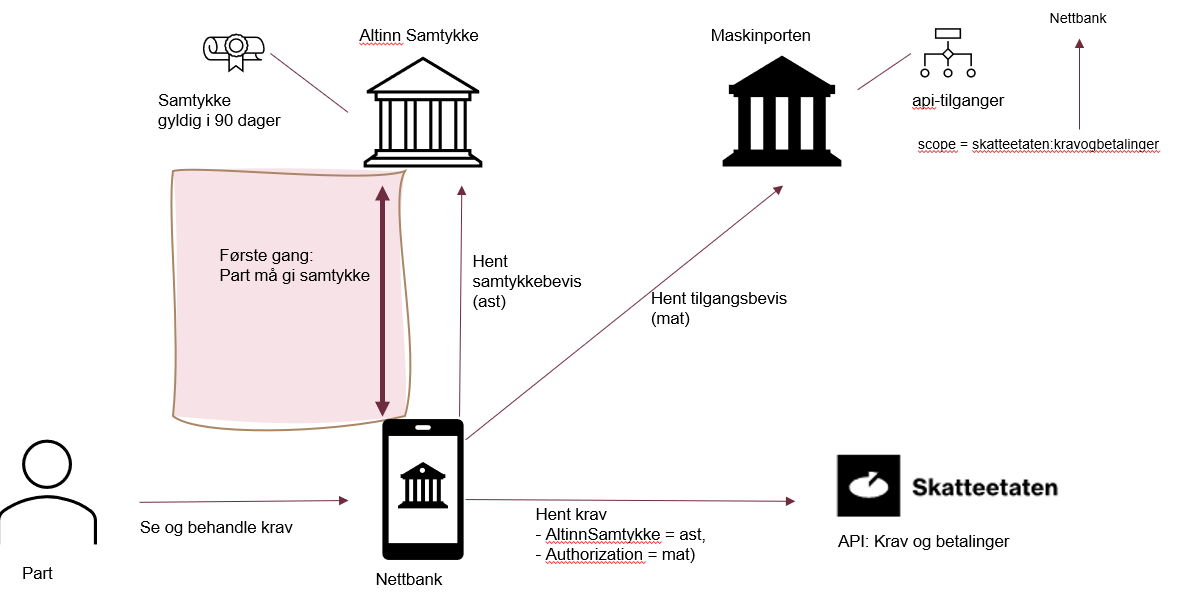 Nettbank
Altinn Samtykke
Maskinporten
Samtykke
gyldig i 90 dager
api-tilganger
scope = skatteetaten:kravogbetalinger
Første gang:
Part må gi samtykke
Hent
samtykkebevis
(ast)
Hent tilgangsbevis
(mat)
Se og behandle krav
Hent krav
- AltinnSamtykke = ast,
- Authorization = mat)
Skatteetaten
API: Krav og betalinger
Part
Nettbank